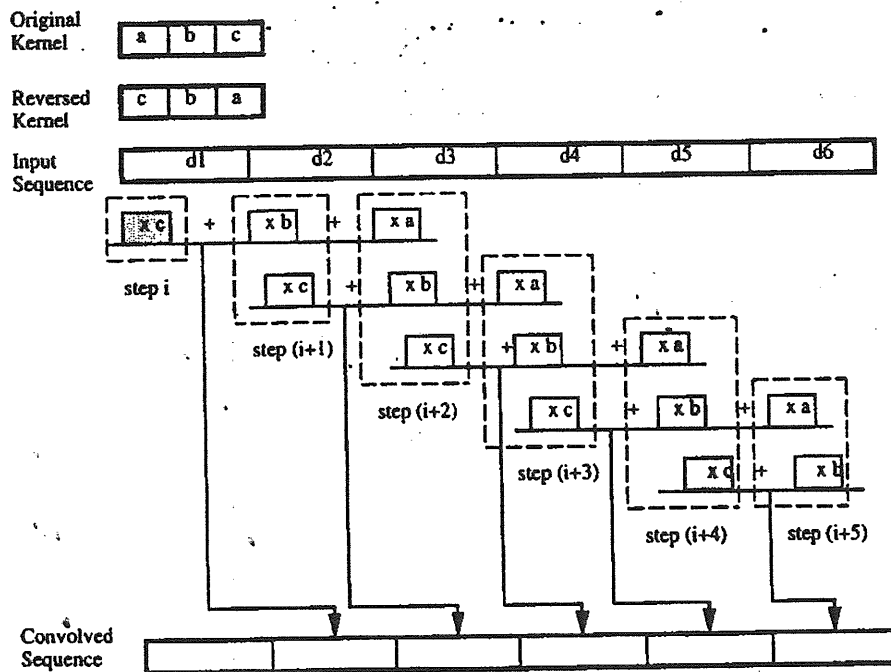 Original
Kernel
a b c
Reversed
Kernel
c b a
Input
Sequence
d1 d2 d3 d4 d5 d6
x c + x b + x a
step i
x c + x b + x a
step (i+1)
x c + x b + x a
step (i+2)
x c + x b + x a
step (i+3)
x c + x b
step (i+4) step (i+5)
Convolved
Sequence